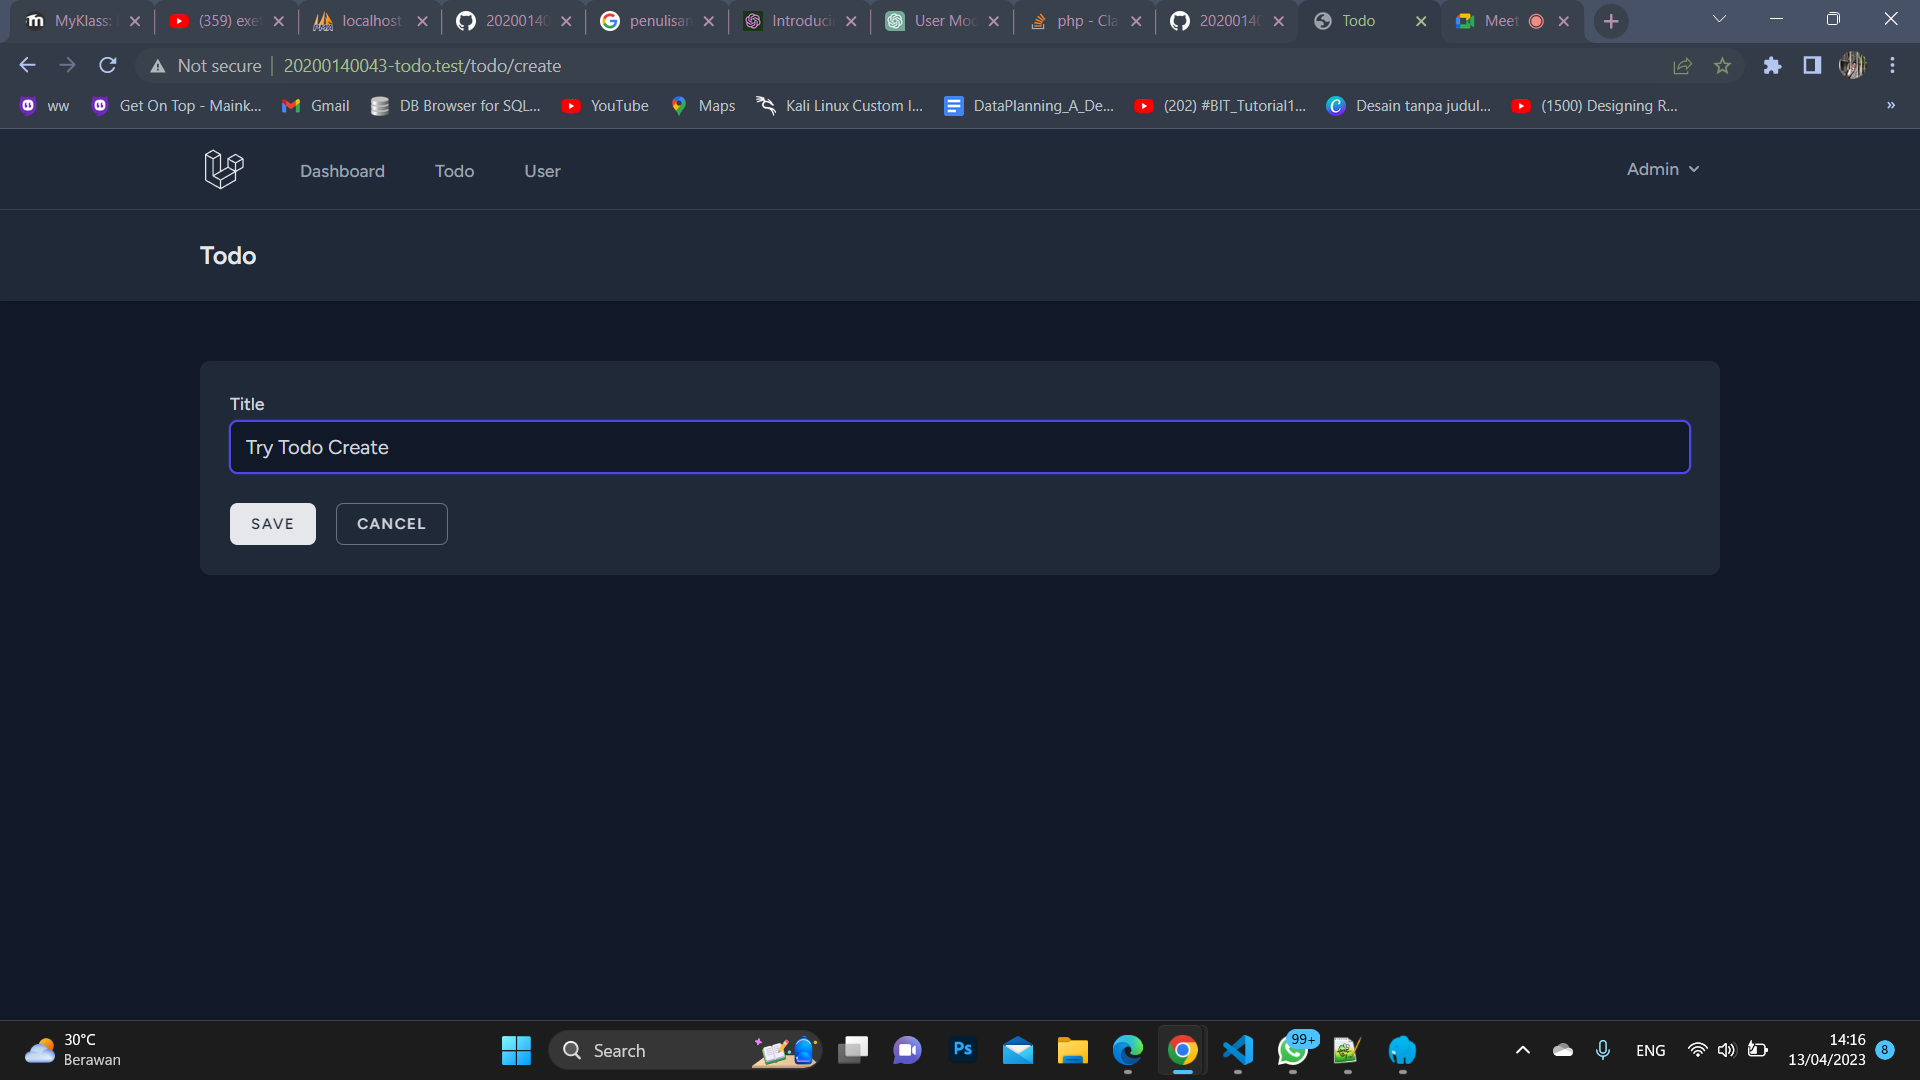 MyKlass:
(359) exe
localhost
20200140
penulisan
Introduci
User Mod
php - Cla
20200140
Todo
Meet
Not secure | 20200140043-todo.test/todo/create
ww
Get On Top - Maink...
Gmail
DB Browser for SQL...
YouTube
Maps
Kali Linux Custom I...
DataPlanning_A_De...
(202) #BIT_Tutorial1...
Desain tanpa judul...
(1500) Designing R...
»
Dashboard
Todo
User
Admin
Todo
Title
Try Todo Create
SAVE
CANCEL
30°C
Berawan
Search
Ps
99+
ENG
14:16
13/04/2023
8